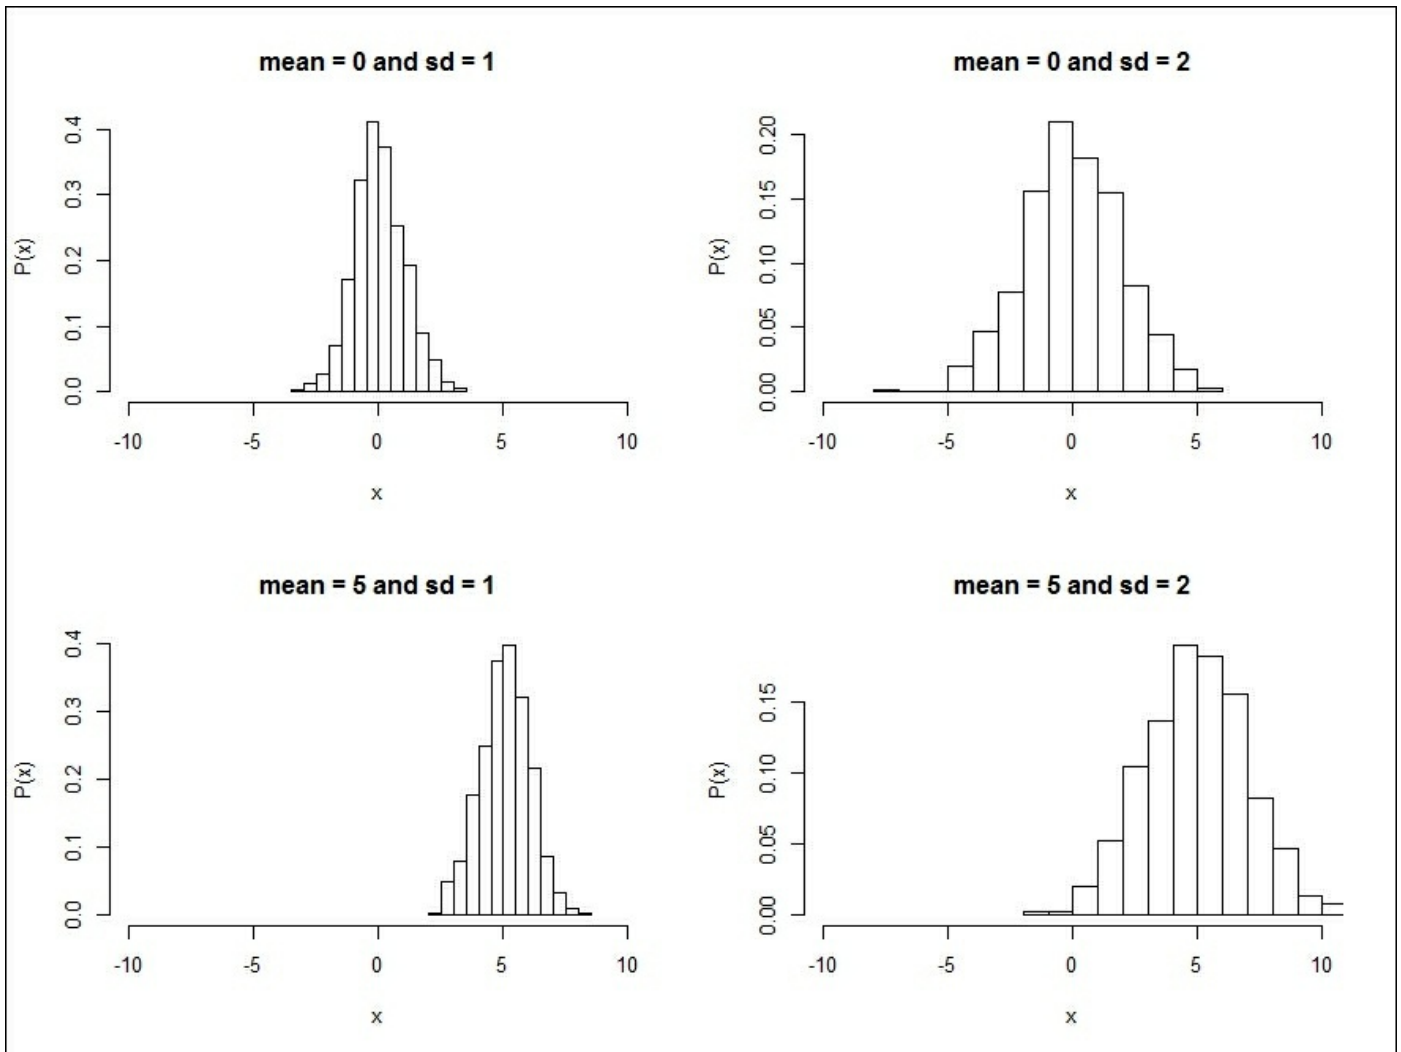 mean = 0 and sd = 1
P(x)
0.4
0.3
0.2
0.1
0.0
-10 -5 0 5 10
x
mean = 0 and sd = 2
P(x)
0.20
0.15
0.10
0.05
0.00
-10 -5 0 5 10
x
mean = 5 and sd = 1
P(x)
0.4
0.3
0.2
0.1
0.0
-10 -5 0 5 10
x
mean = 5 and sd = 2
P(x)
0.15
0.10
0.05
0.00
-10 -5 0 5 10
x